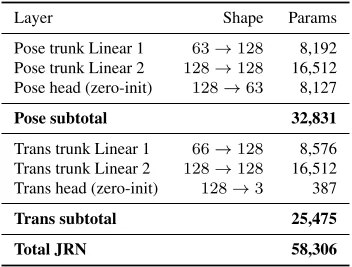 Layer Shape Params
Pose trunk Linear 1 63 → 128 8,192
Pose trunk Linear 2 128 → 128 16,512
Pose head (zero-init) 128 → 63 8,127
Pose subtotal 32,831
Trans trunk Linear 1 66 → 128 8,576
Trans trunk Linear 2 128 → 128 16,512
Trans head (zero-init) 128 → 3 387
Trans subtotal 25,475
Total JRN 58,306